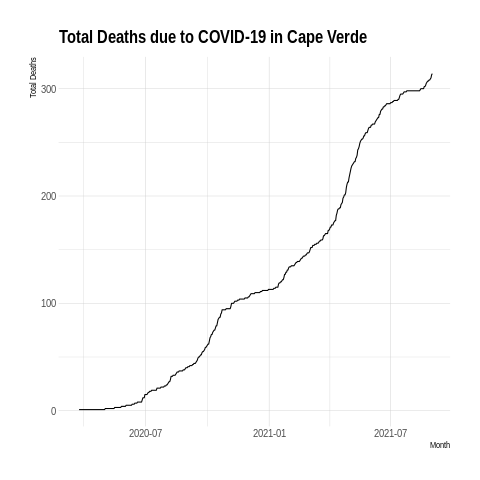 Total Deaths due to COVID-19 in Cape Verde
Total Deaths
300
200
100
0
2020-07
2021-01
2021-07
Month